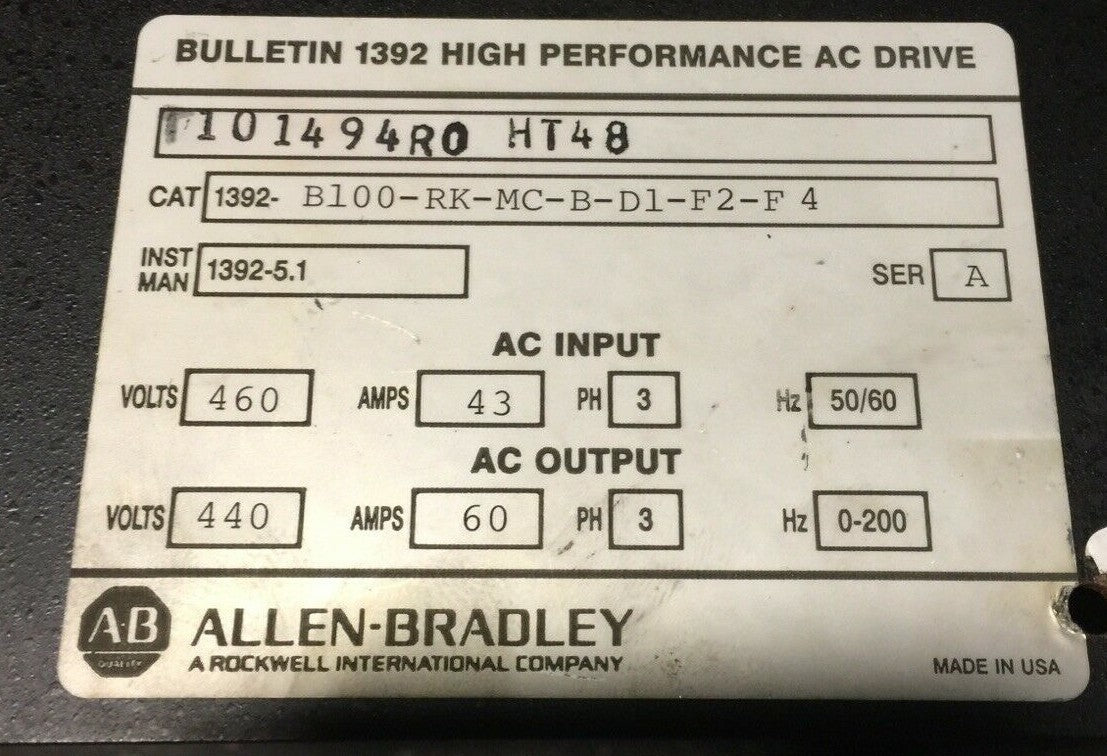 BULLETIN 1392 HIGH PERFORMANCE AC DRIVE
101494R0 HT48
CAT 1392- B100-RK-MC-B-D1-F2-F4
INST MAN 1392-5.1 SER A
AC INPUT
VOLTS 460 AMPS 43 PH 3 Hz 50/60
AC OUTPUT
VOLTS 440 AMPS 60 PH 3 Hz 0-200
A·B
QUALITY
ALLEN-BRADLEY
A ROCKWELL INTERNATIONAL COMPANY
MADE IN USA